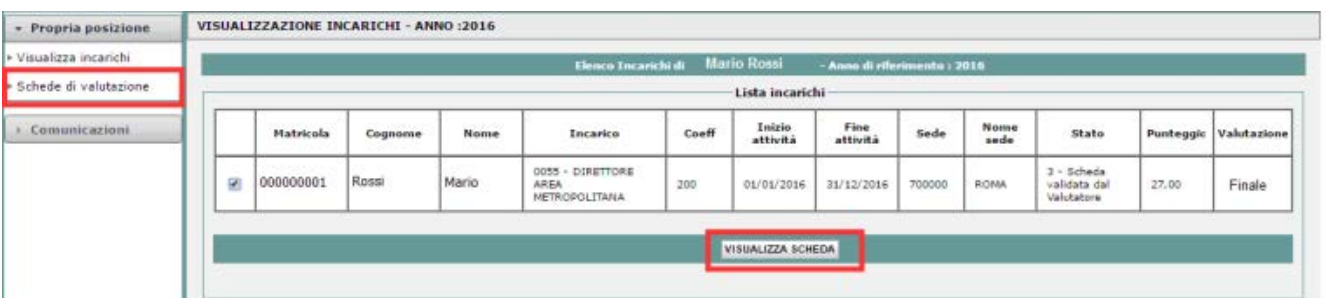 Propria posizione
Visualizza incarichi
Schede di valutazione
Comunicazioni
VISUALIZZAZIONE INCARICHI - ANNO :2016
Elenco Incarichi di Mario Rossi - Anno di riferimento : 2016
Lista incarichi
Matricola Cognome Nome Incarico Coeff Inizio attività Fine attività Sede Nome sede Stato Punteggio Valutazione
000000001 Rossi Mario 0055 - DIRETTORE AREA METROPOLITANA 200 01/01/2016 31/12/2016 700000 ROMA 3 - Scheda validata dal Valutatore 27.00 Finale
VISUALIZZA SCHEDA